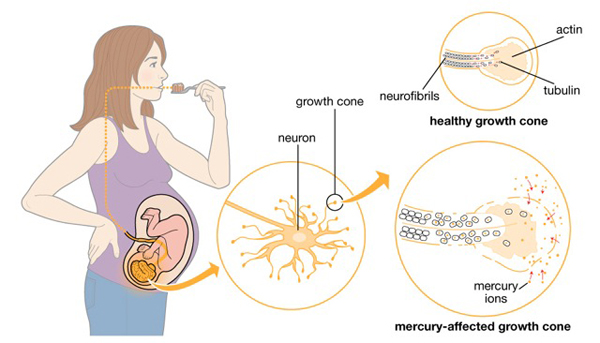 actin
neurofibrils
tubulin
healthy growth cone
growth cone
neuron
mercury
ions
mercury-affected growth cone